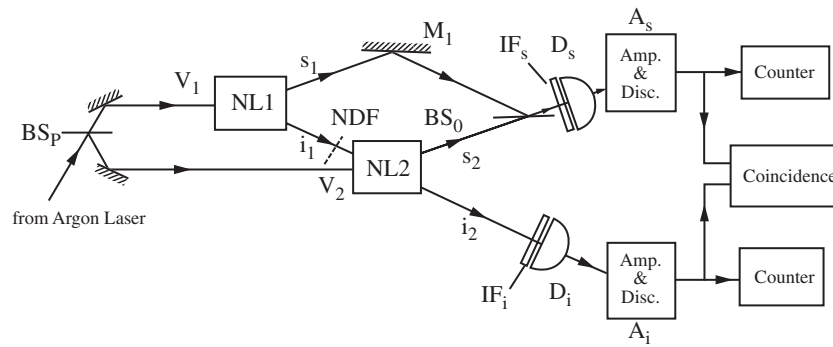 M₁
IFₛ
Dₛ
Aₛ
V₁
s₁
NL1
Amp.
&
Disc.
Counter
NDF
BS₀
BSₚ
i₁
s₂
V₂
NL2
Coincidence
from Argon Laser
i₂
IFᵢ
Dᵢ
Amp.
&
Disc.
Counter
Aᵢ